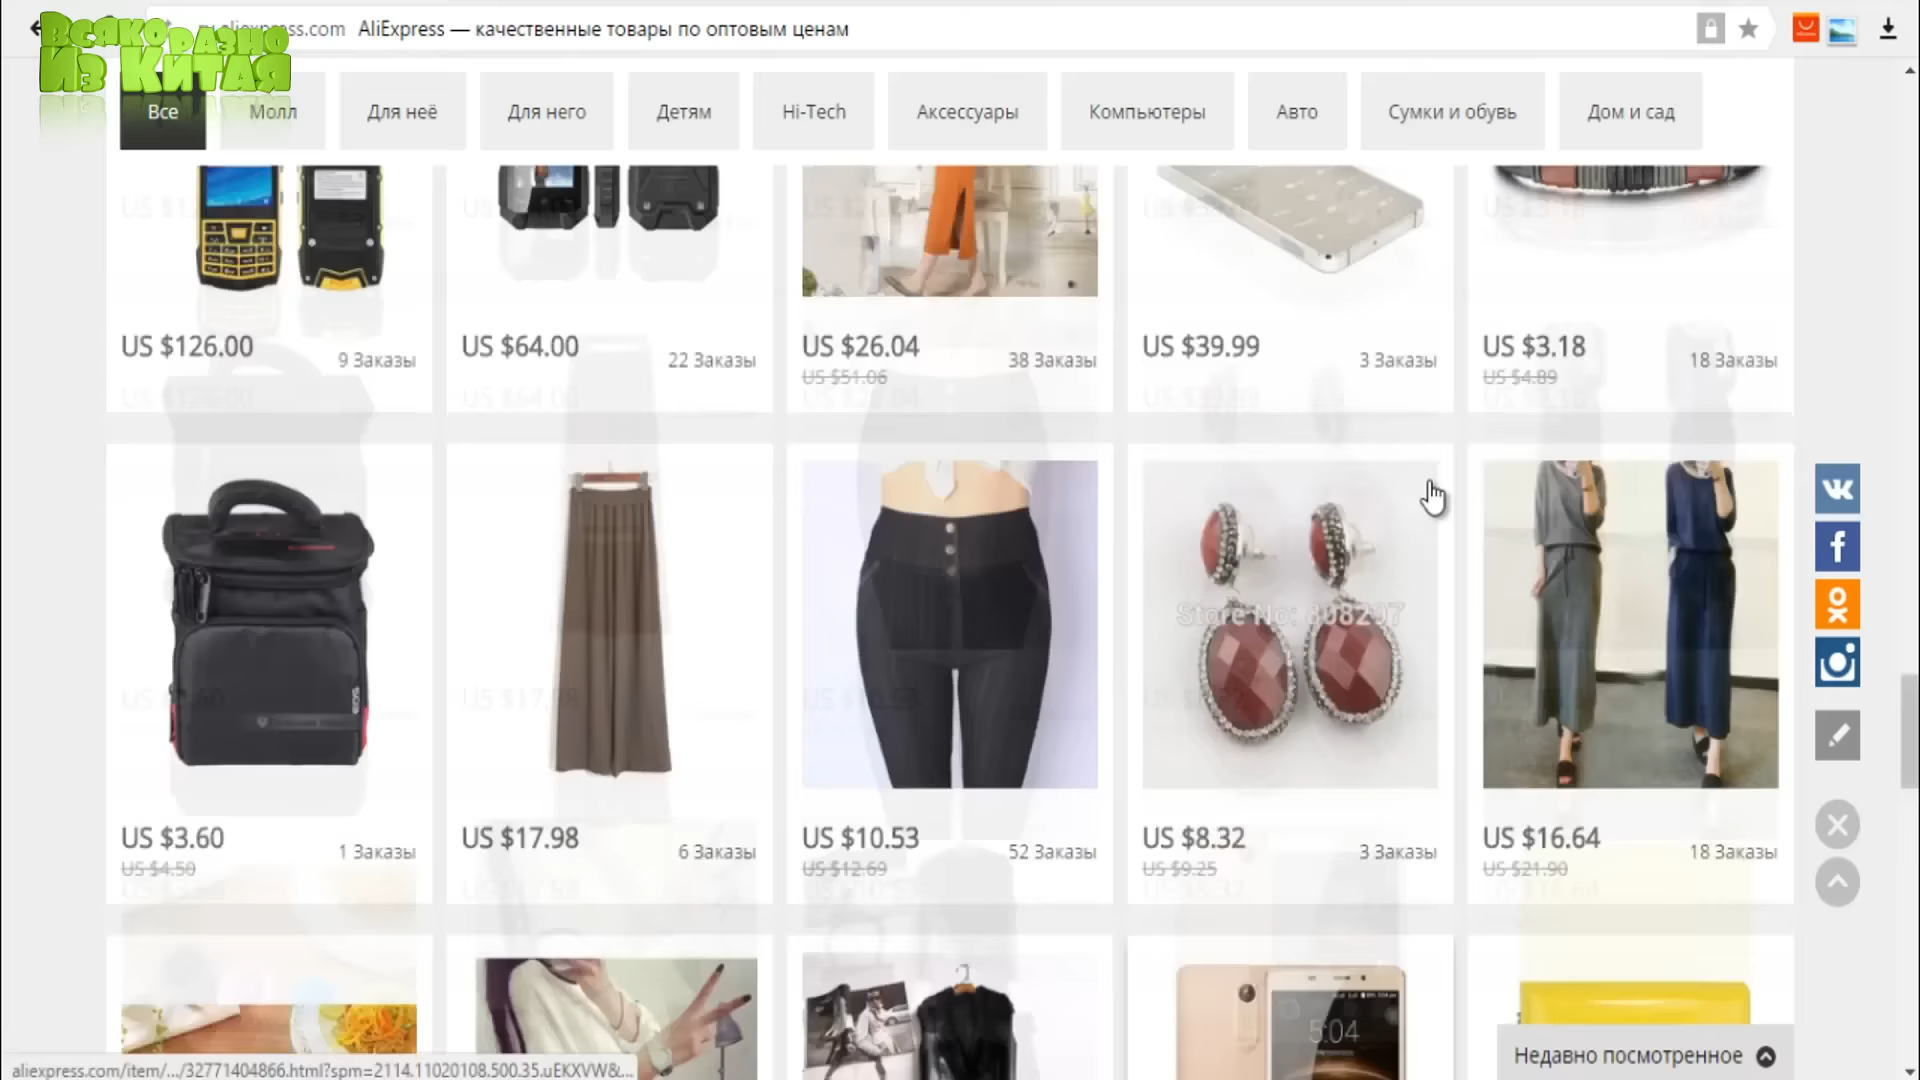 ru.aliexpress.com AliExpress — качественные товары по оптовым ценам
Всяко Разно
Из Китая
Все Молл Для неё Для него Детям Hi-Tech Аксессуары Компьютеры Авто Сумки и обувь Дом и сад
US $126.00 9 Заказы
US $64.00 22 Заказы
US $26.04 38 Заказы
US $51.06
US $39.99 3 Заказы
US $3.18 18 Заказы
US $4.89
Store No: 808297
US $3.60 1 Заказы
US $4.50
US $17.98 6 Заказы
US $10.53 52 Заказы
US $12.69
US $8.32 3 Заказы
US $9.25
US $16.64 18 Заказы
US $21.90
5:04
Недавно посмотренное
aliexpress.com/item/.../32771404866.html?spm=2114.11020108.500.35.uEKXVW&...